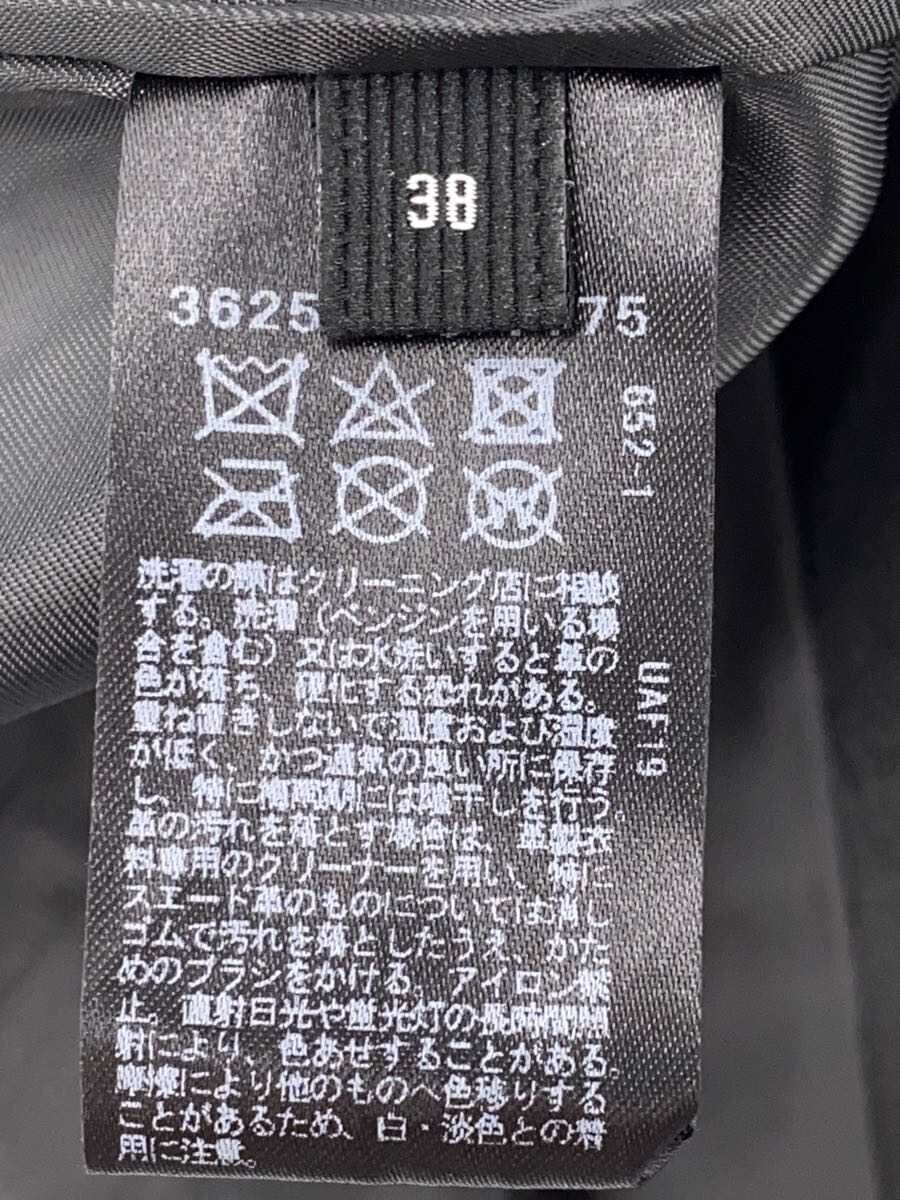 38
3625
75
652-1
UAF19
洗濯の際はクリーニング店に相談
する。洗濯(ベンジンを用いる場
合を含む)又は水洗いすると革の
色が落ち、硬化する恐れがある。
重ね置きしないで温度および湿度
が低く、かつ通気の良い所に保存
し、特に梅雨期には陰干しを行う。
革の汚れを落とす場合は、革製衣
料専用のクリーナーを用い、特に
スエード革のものについては消し
ゴムで汚れを落としたうえ、かた
めのブラシをかける。アイロン禁
止。直射日光や蛍光灯の長時間照
射により、色あせすることがある。
摩擦により他のものへ色移りする
ことがあるため、白・淡色との着
用に注意。